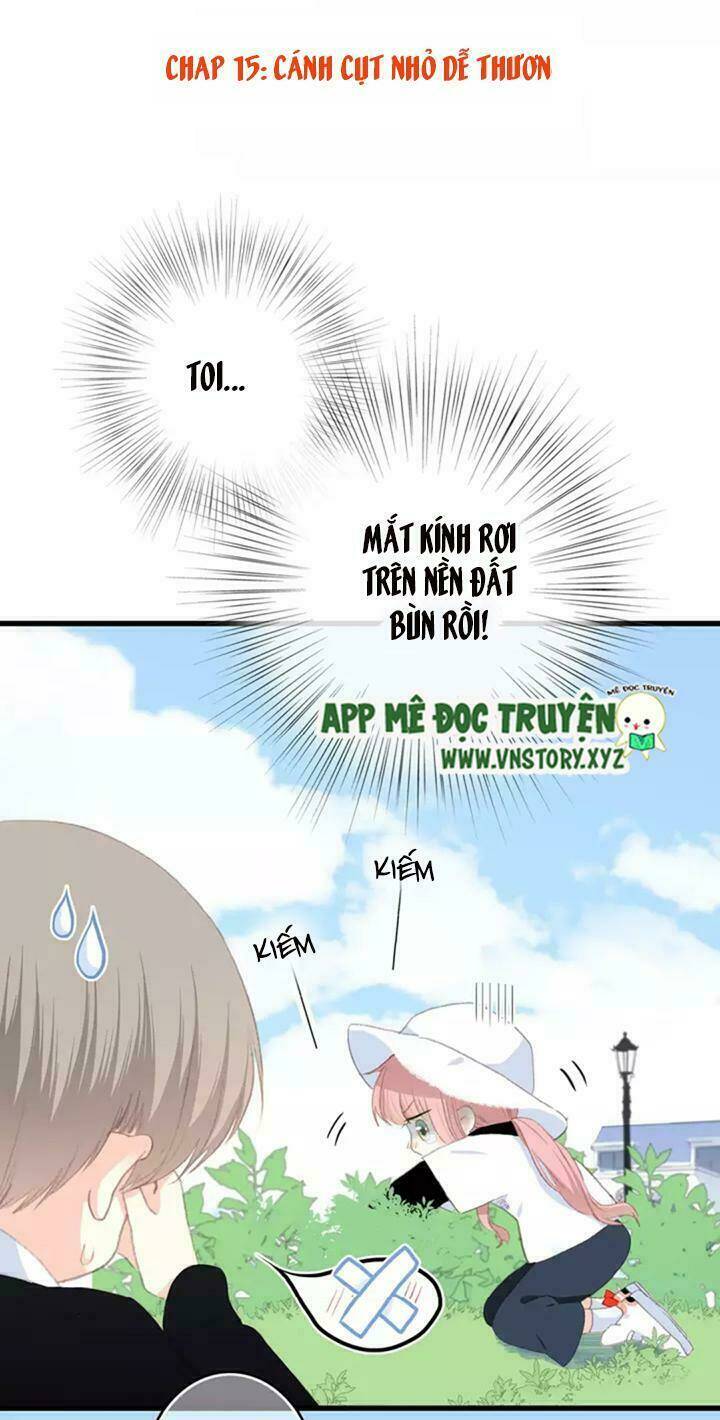 CHAP 15: CÁNH CỤT NHỎ DỄ THƯƠN
TOI...
MẮT KÍNH RƠI
TRÊN NỀN ĐẤT
BÙN RỒI!
MÊ ĐỌC TRUYỆN
APP MÊ ĐỌC TRUYỆN
WWW.VNSTORY.XYZ
KIẾM
KIẾM